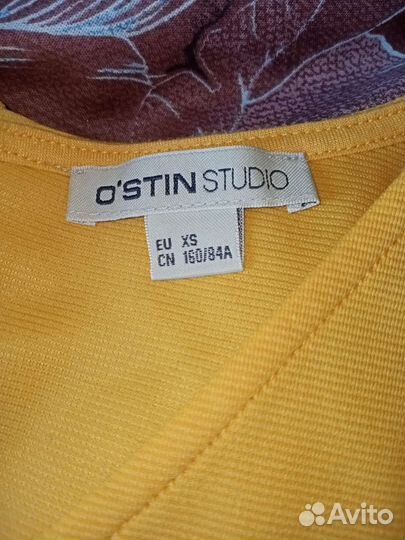 O'STIN STUDIO
EU XS
CN 160/84A
Avito